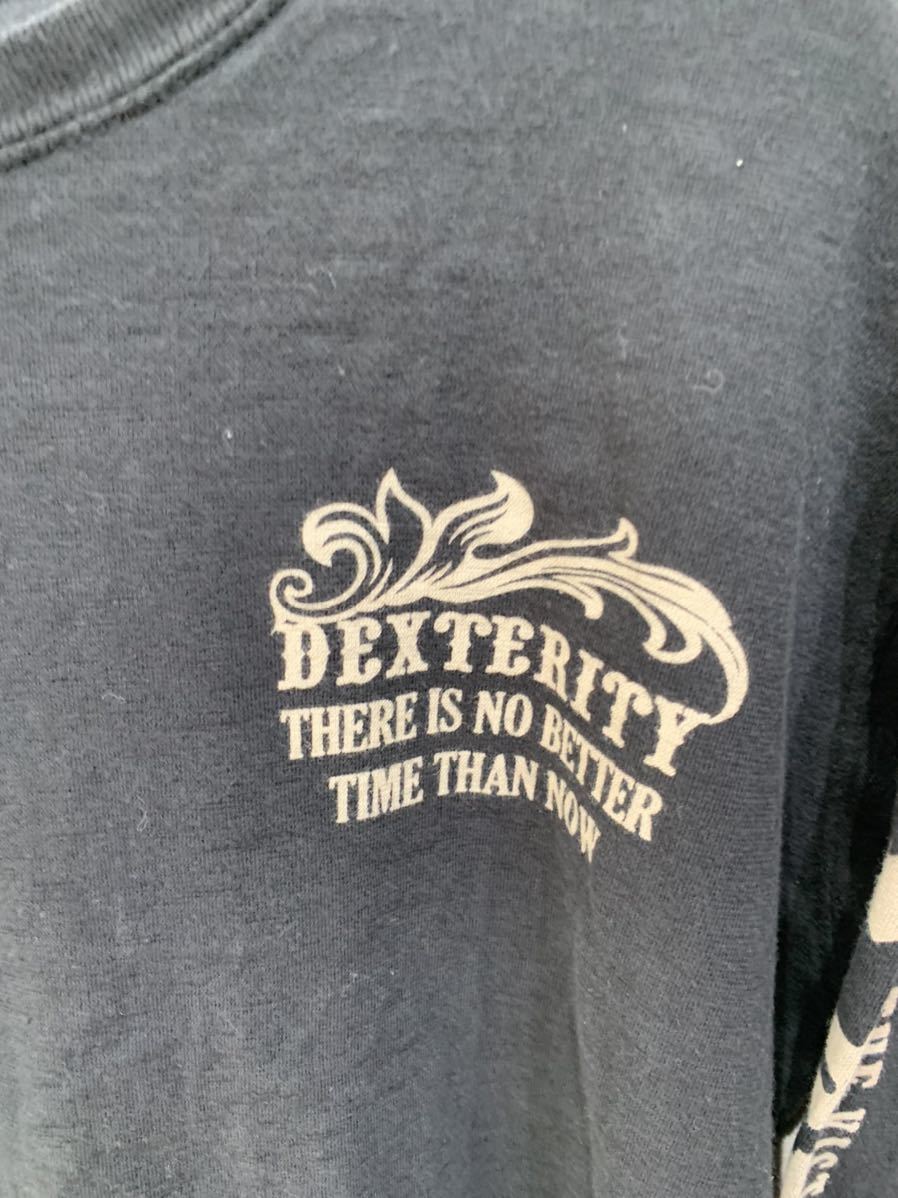 DEXTERITY
THERE IS NO BETTER
TIME THAN NOW